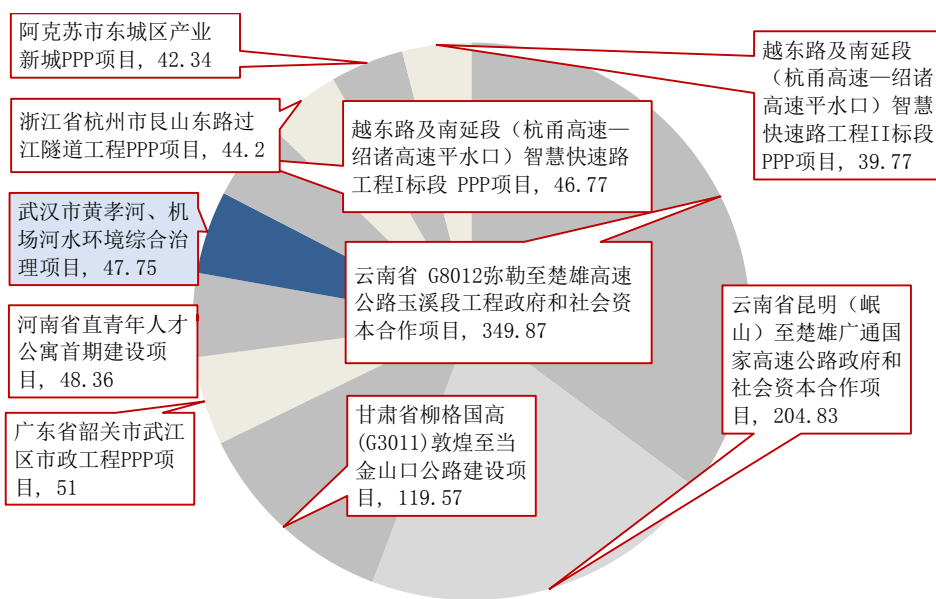 阿克苏市东城区产业
新城PPP项目, 42.34
浙江省杭州市艮山东路过
江隧道工程PPP项目, 44.2
武汉市黄孝河、机
场河水环境综合治
理项目, 47.75
河南省直青年人才
公寓首期建设项
目, 48.36
广东省韶关市武江
区市政工程PPP项
目, 51
越东路及南延段（杭甬高速—
绍诸高速平水口）智慧快速路
工程I标段 PPP项目, 46.77
云南省 G8012弥勒至楚雄高速
公路玉溪段工程政府和社会资
本合作项目, 349.87
甘肃省柳格国高
(G3011)敦煌至当
金山口公路建设项
目, 119.57
越东路及南延段
（杭甬高速—绍诸
高速平水口）智慧
快速路工程II标段
PPP项目, 39.77
云南省昆明（岷
山）至楚雄广通国
家高速公路政府和
社会资本合作项
目, 204.83